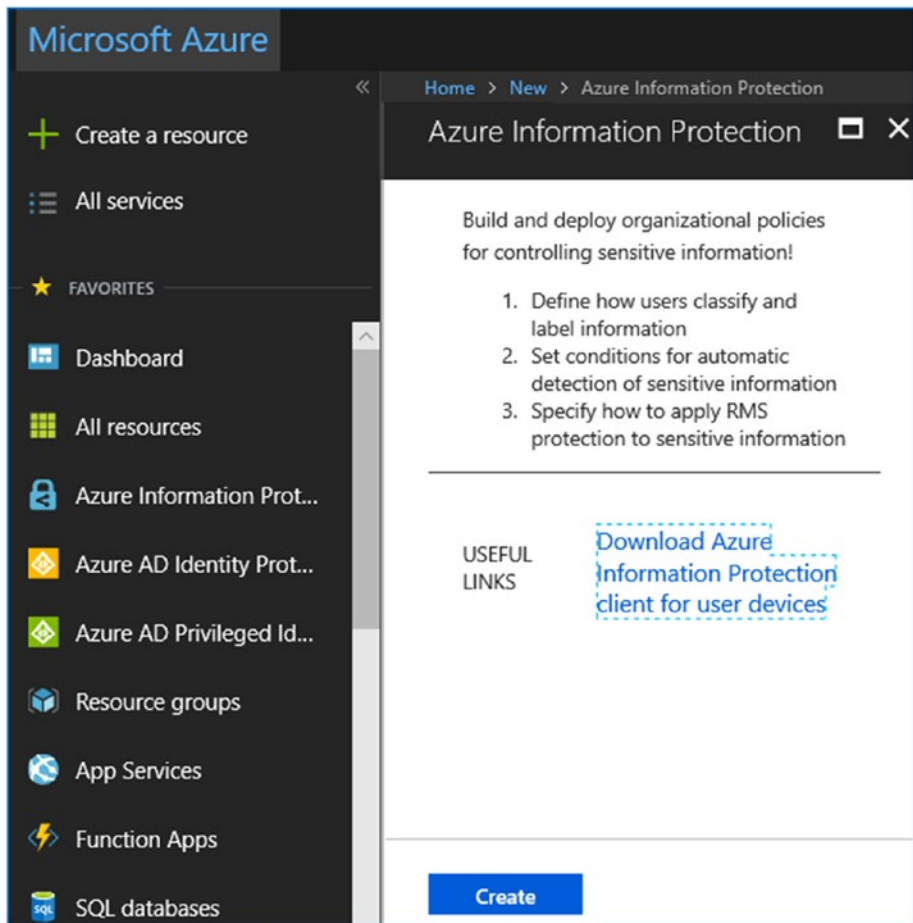 Microsoft Azure
«
Create a resource
All services
FAVORITES
Dashboard
All resources
Azure Information Prot...
Azure AD Identity Prot...
Azure AD Privileged Id...
Resource groups
App Services
Function Apps
SQL databases
Home > New > Azure Information Protection
Azure Information Protection
Build and deploy organizational policies
for controlling sensitive information!
1. Define how users classify and
label information
2. Set conditions for automatic
detection of sensitive information
3. Specify how to apply RMS
protection to sensitive information
USEFUL
LINKS
Download Azure
Information Protection
client for user devices
Create